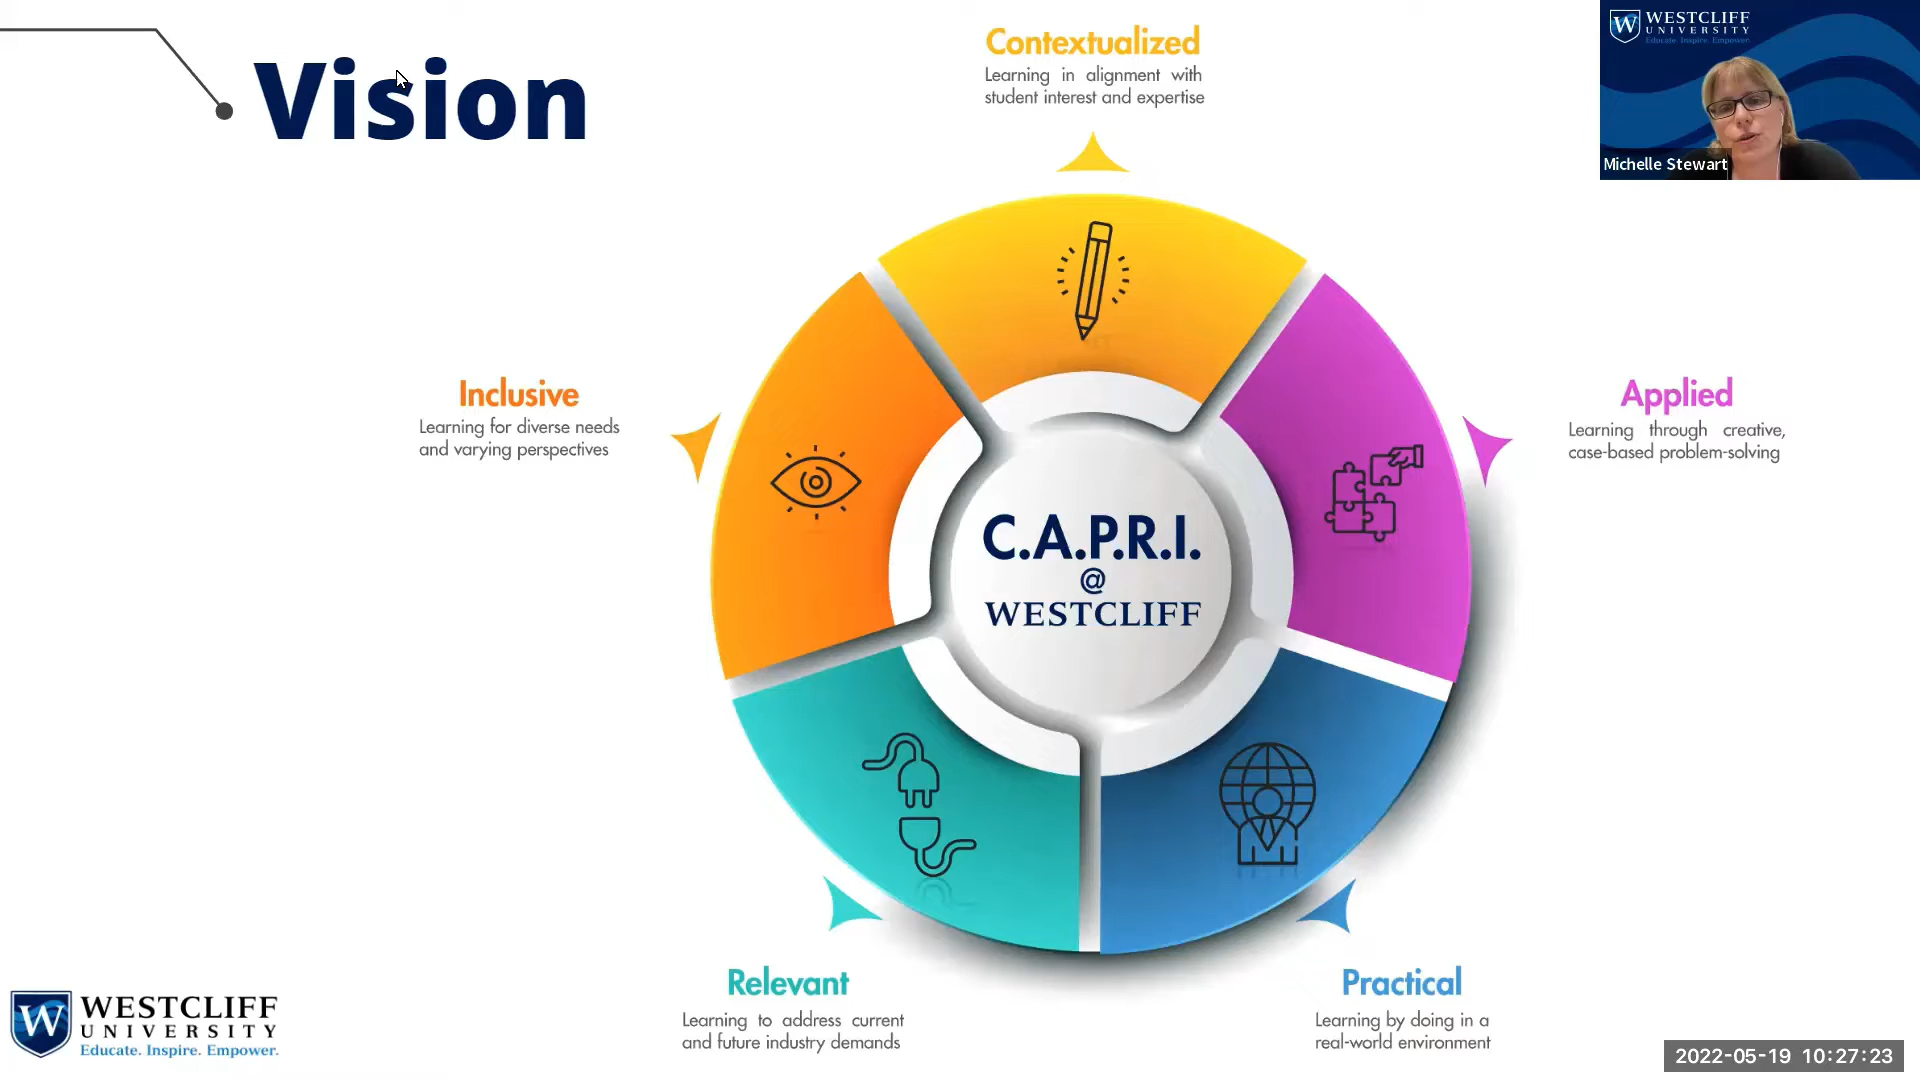 Vision
Contextualized
Learning in alignment with
student interest and expertise
WESTCLIFF
UNIVERSITY
Educate. Inspire. Empower.
Michelle Stewart
Inclusive
Learning for diverse needs
and varying perspectives
Applied
Learning through creative,
case-based problem-solving
C.A.P.R.I.
@
WESTCLIFF
Relevant
Learning to address current
and future industry demands
Practical
Learning by doing in a
real-world environment
W
WESTCLIFF
UNIVERSITY
Educate. Inspire. Empower.
2022-05-19 10:27:23